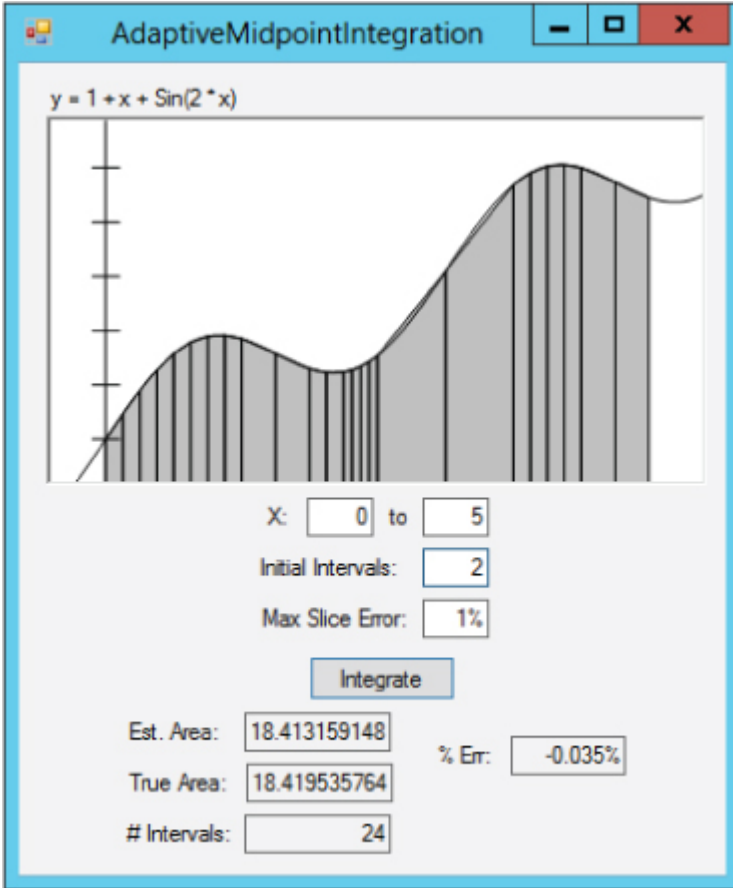 AdaptiveMidpointIntegration
y = 1 + x + Sin(2 * x)
X: 0 to 5
Initial Intervals: 2
Max Slice Error: 1%
Integrate
Est. Area: 18.413159148
% Err: -0.035%
True Area: 18.419535764
# Intervals: 24